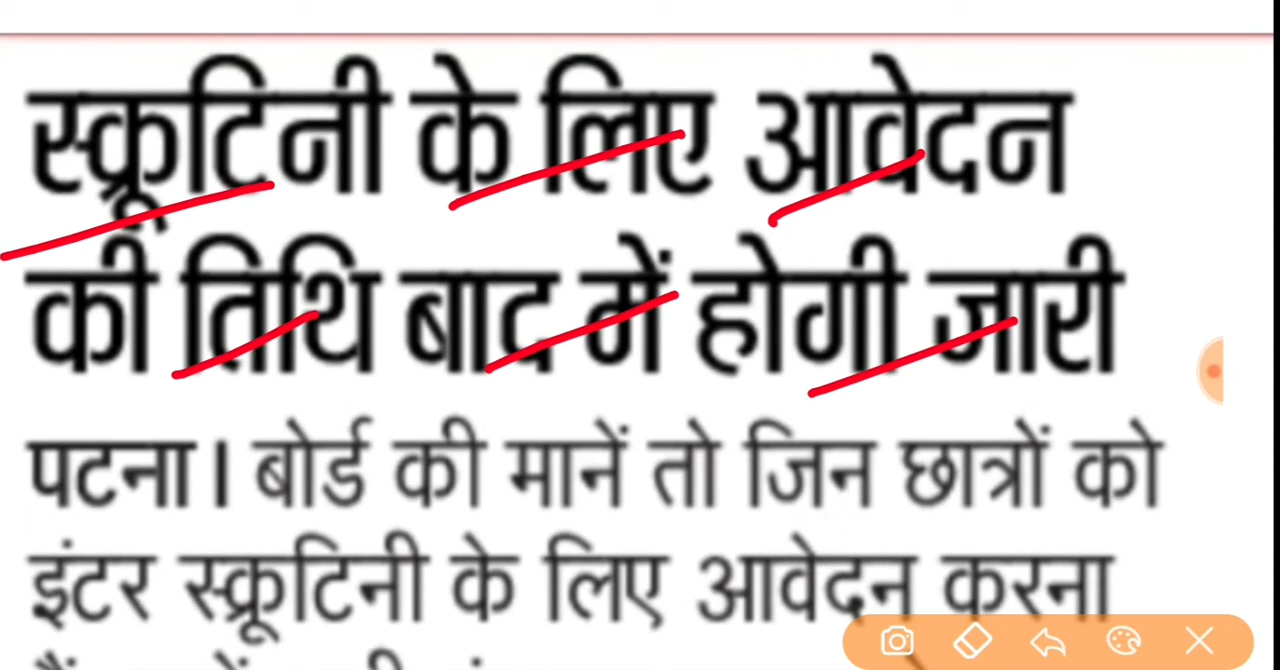 स्क्रूटिनी के लिए आवेदन
की तिथि बाद में होगी जारी
पटना। बोर्ड की मानें तो जिन छात्रों को
इंटर स्क्रूटिनी के लिए आवेदन करना